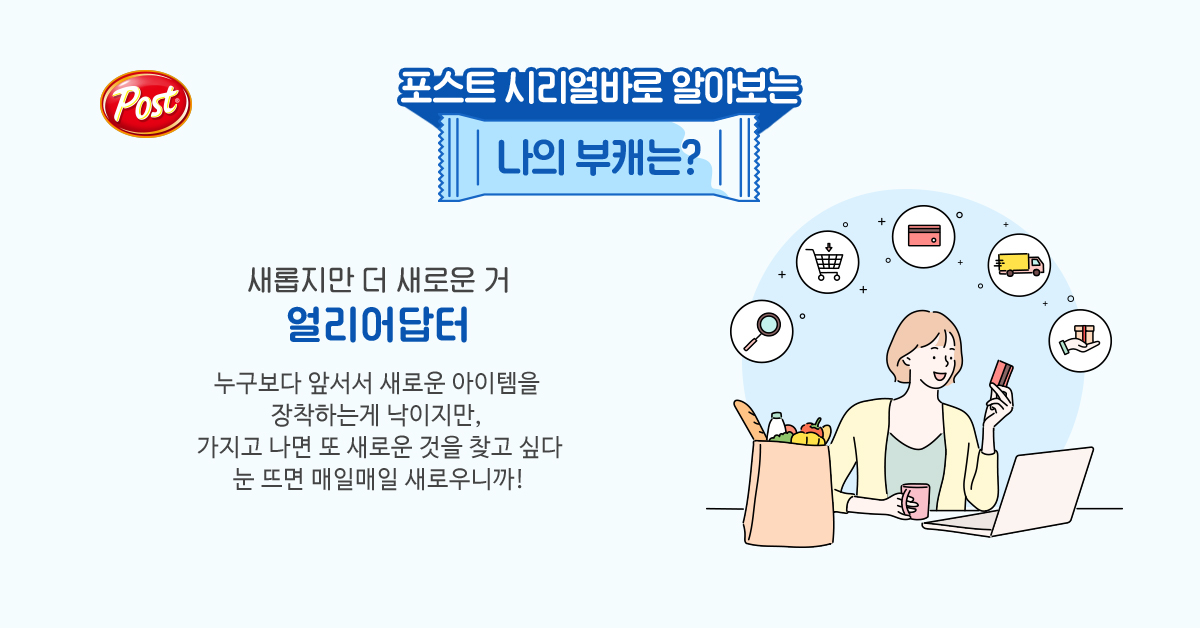 Post
포스트 시리얼바로 알아보는
나의 부캐는?
새롭지만 더 새로운 거
얼리어답터
누구보다 앞서서 새로운 아이템을
장착하는게 낙이지만,
가지고 나면 또 새로운 것을 찾고 싶다
눈 뜨면 매일매일 새로우니까!